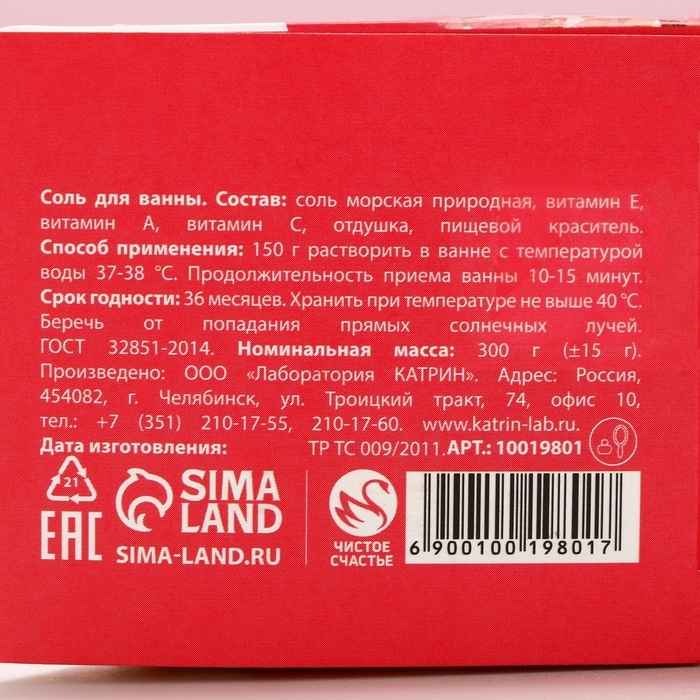 Соль для ванны. Состав: соль морская природная, витамин Е,
витамин А, витамин С, отдушка, пищевой краситель.
Способ применения: 150 г растворить в ванне с температурой
воды 37-38 °С. Продолжительность приема ванны 10-15 минут.
Срок годности: 36 месяцев. Хранить при температуре не выше 40 °С.
Беречь от попадания прямых солнечных лучей.
ГОСТ 32851-2014. Номинальная масса: 300 г (±15 г).
Произведено: ООО «Лаборатория КАТРИН». Адрес: Россия,
454082, г. Челябинск, ул. Троицкий тракт, 74, офис 10,
тел.: +7 (351) 210-17-55, 210-17-60. www.katrin-lab.ru.
Дата изготовления: ТР ТС 009/2011. АРТ.: 10019801
21
EAC
SIMA
LAND
SIMA-LAND.RU
ЧИСТОЕ
СЧАСТЬЕ
6 900100 198017